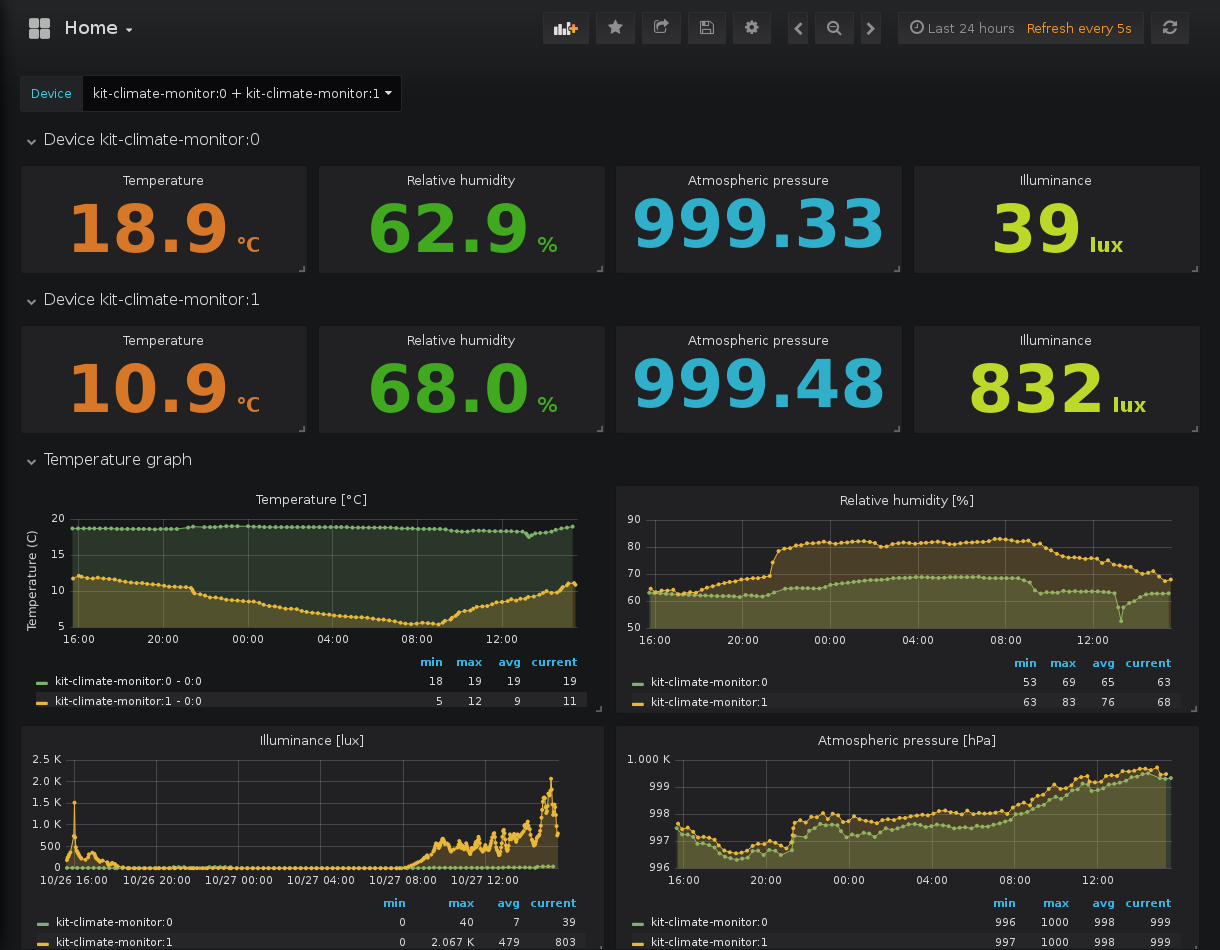 Home
Last 24 hours Refresh every 5s
Device kit-climate-monitor:0 + kit-climate-monitor:1
Device kit-climate-monitor:0
Temperature Relative humidity Atmospheric pressure Illuminance
18.9 °C 62.9 % 999.33 39 lux
Device kit-climate-monitor:1
Temperature Relative humidity Atmospheric pressure Illuminance
10.9 °C 68.0 % 999.48 832 lux
Temperature graph
Temperature [°C]
Temperature (C)
20
15
10
5
16:00 20:00 00:00 04:00 08:00 12:00
min max avg current
kit-climate-monitor:0 - 0:0 18 19 19 19
kit-climate-monitor:1 - 0:0 5 12 9 11
Relative humidity [%]
90
80
70
60
50
16:00 20:00 00:00 04:00 08:00 12:00
min max avg current
kit-climate-monitor:0 53 69 65 63
kit-climate-monitor:1 63 83 76 68
Illuminance [lux]
2.5 K
2.0 K
1.5 K
1.0 K
500
0
10/26 16:00 10/26 20:00 10/27 00:00 10/27 04:00 10/27 08:00 10/27 12:00
min max avg current
kit-climate-monitor:0 0 40 7 39
kit-climate-monitor:1 0 2.067 K 479 803
Atmospheric pressure [hPa]
1.000 K
999
998
997
996
16:00 20:00 00:00 04:00 08:00 12:00
min max avg current
kit-climate-monitor:0 996 1000 998 999
kit-climate-monitor:1 997 1000 998 999